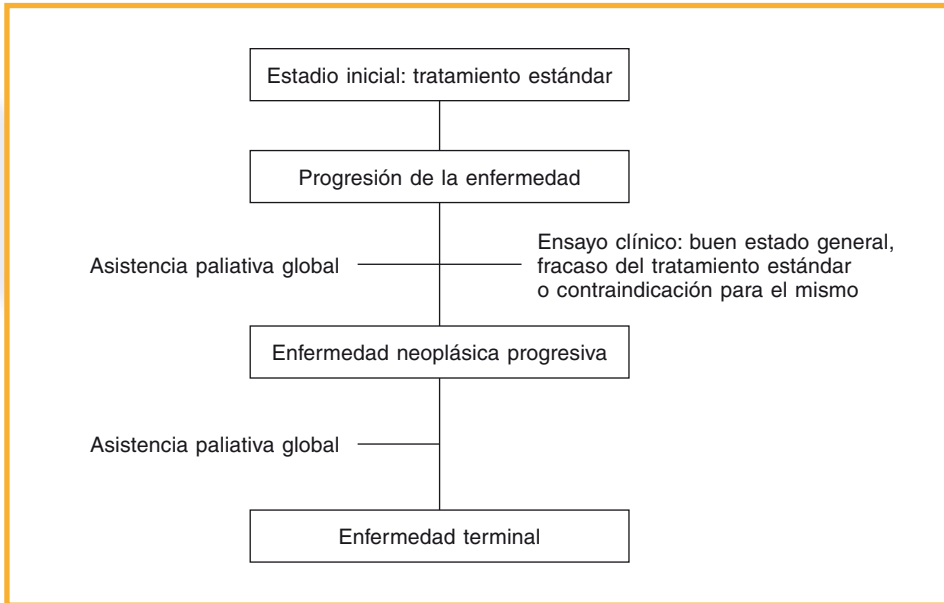 Estadio inicial: tratamiento estándar
Progresión de la enfermedad
Asistencia paliativa global
Ensayo clínico: buen estado general,
fracaso del tratamiento estándar
o contraindicación para el mismo
Enfermedad neoplásica progresiva
Asistencia paliativa global
Enfermedad terminal